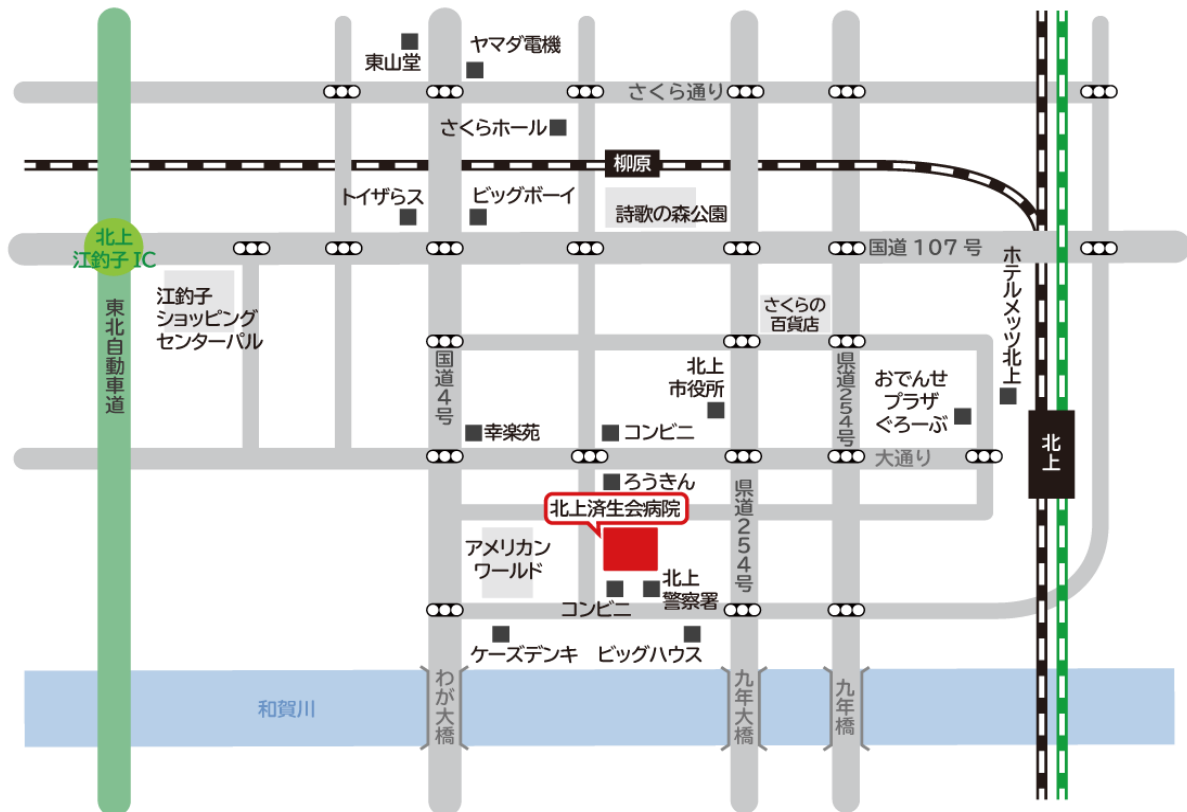 ヤマダ電機
東山堂
さくら通り
さくらホール
柳原
トイザらス
ビッグボーイ
詩歌の森公園
北上
江釣子IC
国道107号
ホテルメッツ北上
江釣子
ショッピング
センターパル
さくらの
百貨店
東北自動車道
国道4号
北上
市役所
県道254号
おでんせ
プラザ
ぐろーぶ
幸楽苑
コンビニ
大通り
北上
ろうきん
県道254号
北上済生会病院
アメリカン
ワールド
北上
警察署
コンビニ
ケーズデンキ
ビッグハウス
わが大橋
九年大橋
九年橋
和賀川